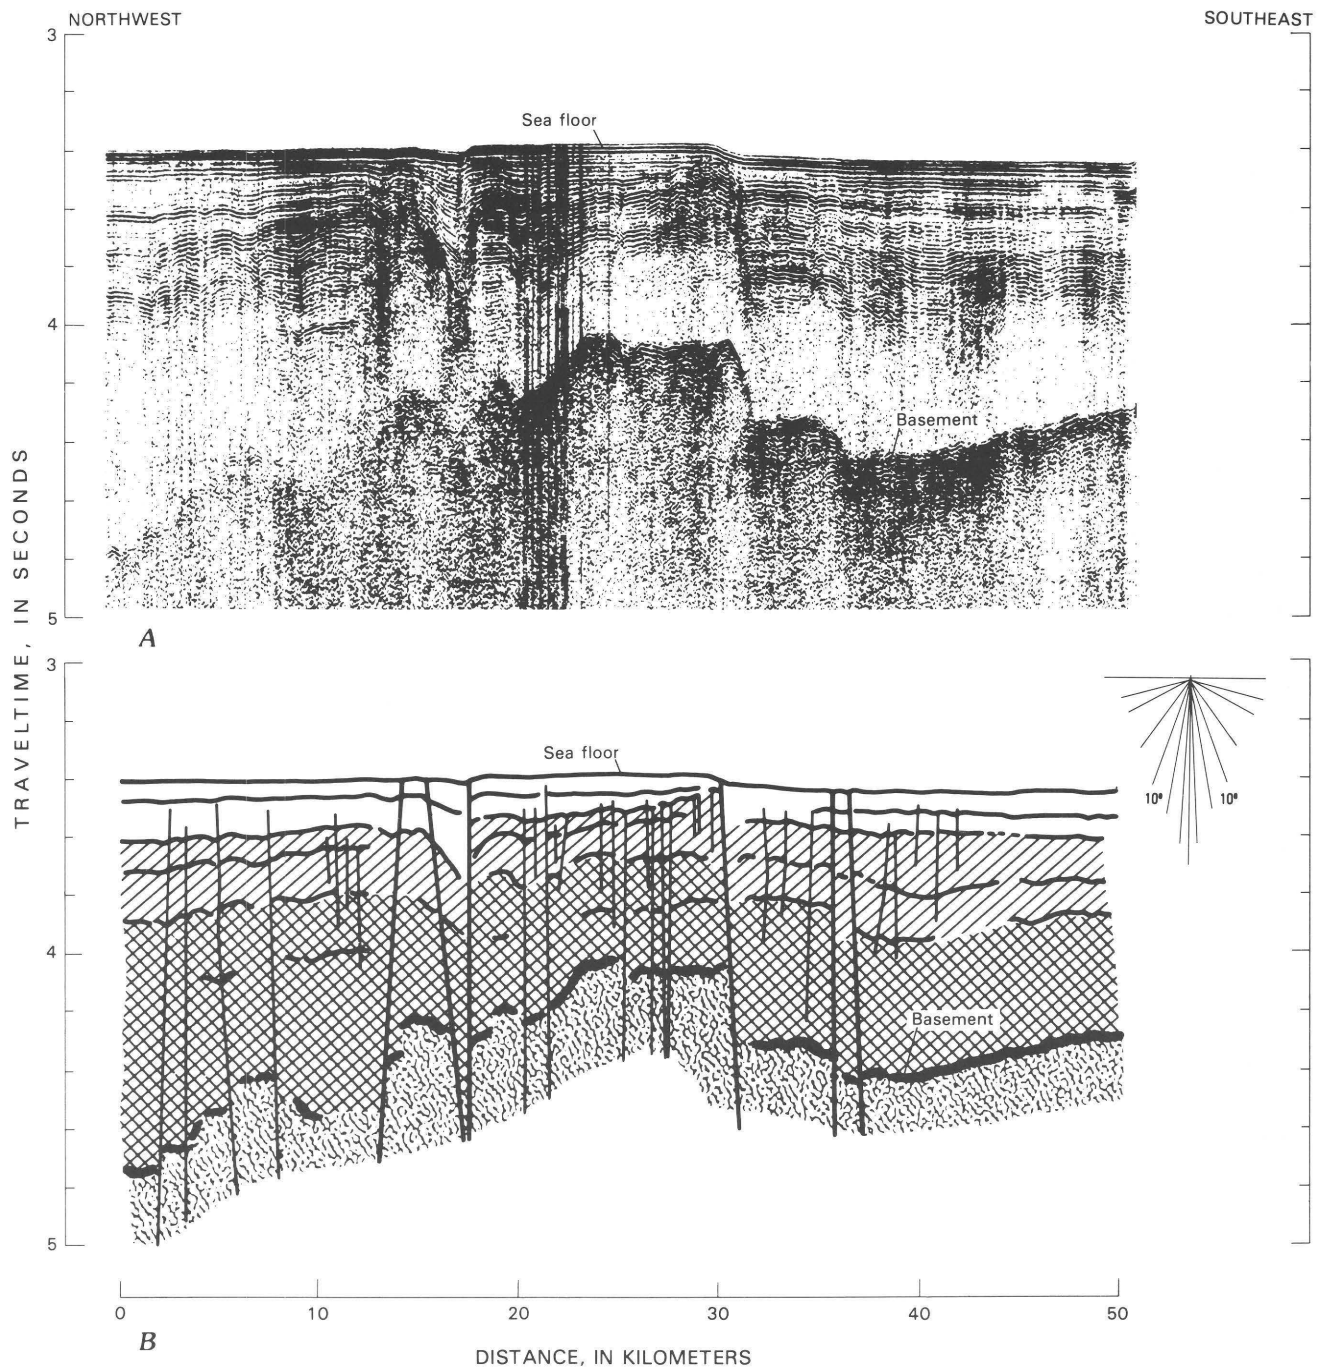 NORTHWEST
SOUTHEAST
3
Sea floor
4
Basement
5
A
TRAVELTIME, IN SECONDS
3
Sea floor
10°
10°
4
Basement
5
0
10
20
30
40
50
B
DISTANCE, IN KILOMETERS